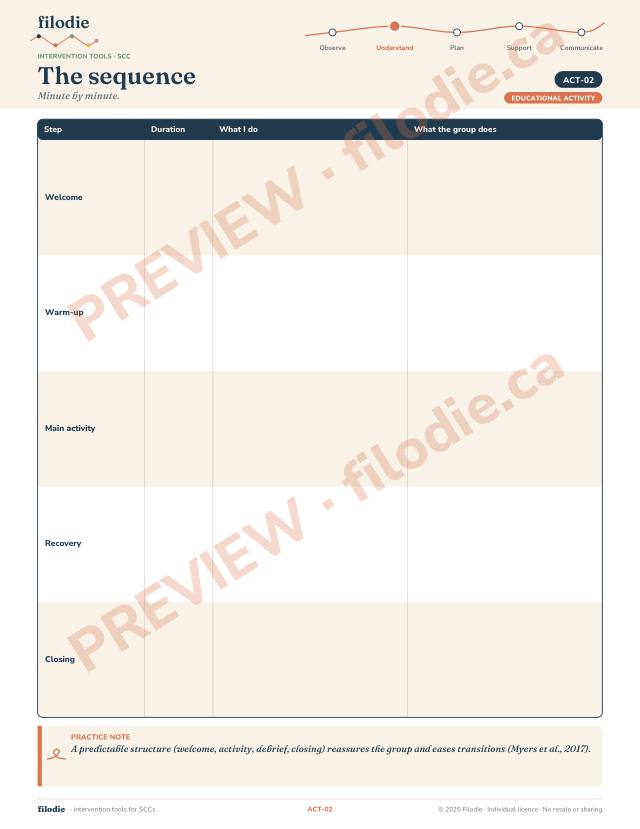 filodie
Observe Understand Plan Support Communicate
INTERVENTION TOOLS · SCC
The sequence
Minute by minute.
ACT-02
EDUCATIONAL ACTIVITY
Step Duration What I do What the group does
Welcome
Warm-up
Main activity
Recovery
Closing
PREVIEW · filodie.ca
PREVIEW · filodie.ca
PRACTICE NOTE
A predictable structure (welcome, activity, debrief, closing) reassures the group and eases transitions (Myers et al., 2017).
filodie · intervention tools for SCCs ACT-02 © 2026 Filodie · Individual licence · No resale or sharing